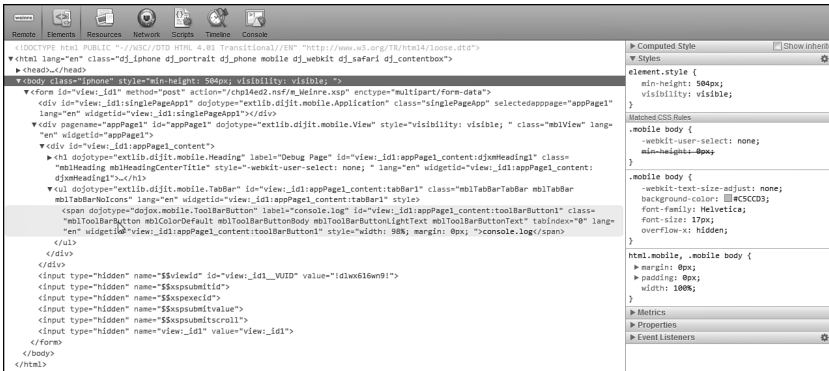 weinre
Remote
Elements
Resources
Network
Scripts
Timeline
Console
<!DOCTYPE html PUBLIC "-//W3C//DTD HTML 4.01 Transitional//EN" "http://www.w3.org/TR/html4/loose.dtd">
▼<html lang="en" class="dj_iphone dj_portrait dj_phone mobile dj_webkit dj_safari dj_contentbox">
▶<head>…</head>
▼<body class="iphone" style="min-height: 504px; visibility: visible; ">
▼<form id="view:_id1" method="post" action="/chp14ed2.nsf/m_Weinre.xsp" enctype="multipart/form-data">
<div id="view:_id1:singlePageApp1" dojotype="extlib.dijit.mobile.Application" class="singlePageApp" selectedapppage="appPage1"
lang="en" widgetid="view:_id1:singlePageApp1"></div>
▼<div pagename="appPage1" id="appPage1" dojotype="extlib.dijit.mobile.View" style="visibility: visible; " class="mblView" lang=
"en" widgetid="appPage1">
▼<div id="view:_id1:appPage1_content">
▶<h1 dojotype="extlib.dijit.mobile.Heading" label="Debug Page" id="view:_id1:appPage1_content:djxmHeading1" class=
"mblHeading mblHeadingCenterTitle" style="-webkit-user-select: none; " lang="en" widgetid="view:_id1:appPage1_content:
djxmHeading1">…</h1>
▼<ul dojotype="extlib.dijit.mobile.TabBar" id="view:_id1:appPage1_content:tabBar1" class="mblTabBarTabBar mblTabBar
mblTabBarNoIcons" lang="en" widgetid="view:_id1:appPage1_content:tabBar1" style>
<span dojotype="dojox.mobile.ToolBarButton" label="console.log" id="view:_id1:appPage1_content:toolBarButton1" class=
"mblToolBarButton mblColorDefault mblToolBarButtonBody mblToolBarButtonLightText mblToolBarButtonText" tabindex="0" lang=
"en" widgetid="view:_id1:appPage1_content:toolBarButton1" style="width: 98%; margin: 0px; ">console.log</span>
</ul>
</div>
</div>
<input type="hidden" name="$$viewid" id="view:_id1__VUID" value="!dlwx616wn9!">
<input type="hidden" name="$$xspsubmitid">
<input type="hidden" name="$$xspexecid">
<input type="hidden" name="$$xspsubmitvalue">
<input type="hidden" name="$$xspsubmitscroll">
<input type="hidden" name="view:_id1" value="view:_id1">
</form>
</body>
</html>
▶ Computed Style
Show inherite
▼ Styles
element.style {
min-height: 504px;
visibility: visible;
}
Matched CSS Rules
.mobile body {
-webkit-user-select: none;
min-height: 0px;
}
.mobile body {
-webkit-text-size-adjust: none;
background-color: #C5CCD3;
font-family: Helvetica;
font-size: 17px;
overflow-x: hidden;
}
html.mobile, .mobile body {
▶ margin: 0px;
▶ padding: 0px;
width: 100%;
}
▶ Metrics
▶ Properties
▶ Event Listeners